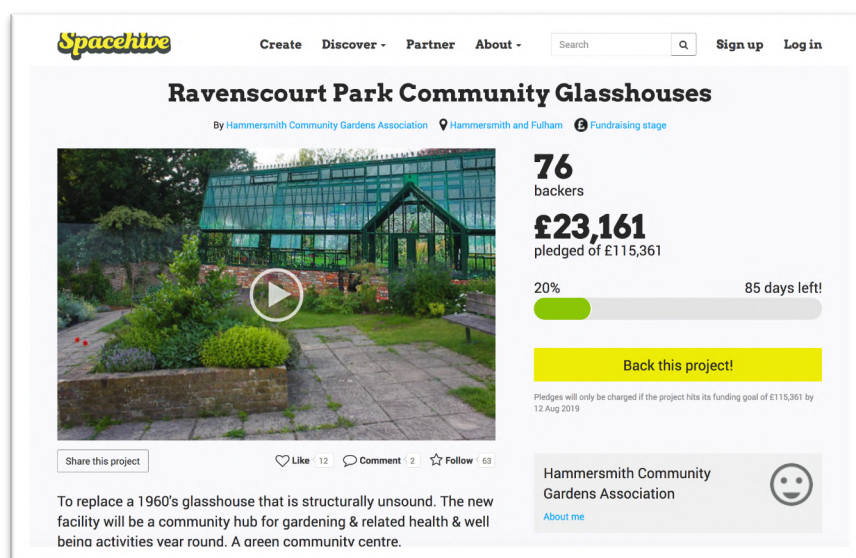 Spacehive
Create Discover Partner About Search Sign up Log in
Ravenscourt Park Community Glasshouses
By Hammersmith Community Gardens Association Hammersmith and Fulham £ Fundraising stage
76
backers
£23,161
pledged of £115,361
20% 85 days left!
Back this project!
Pledges will only be charged if the project hits its funding goal of £115,361 by
12 Aug 2019
Share this project Like 12 Comment 2 Follow 63
To replace a 1960's glasshouse that is structurally unsound. The new
facility will be a community hub for gardening & related health & well
being activities year round. A green community centre.
Hammersmith Community
Gardens Association
About me